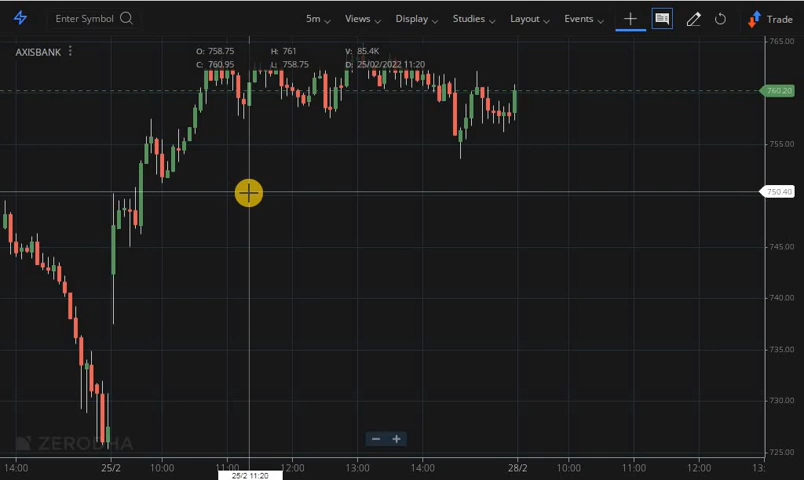 Enter Symbol 5m Views Display Studies Layout Events Trade
AXISBANK O: 758.75 H: 761 V: 85.4K
C: 760.95 L: 758.75 D: 25/02/2022 11:20
765.00
760.20
755.00
750.40
745.00
740.00
735.00
730.00
ZERODHA
725.00
14:00 25/2 10:00 11:00 12:00 13:00 14:00 28/2 10:00 11:00 12:00 13:
25/2 11:20